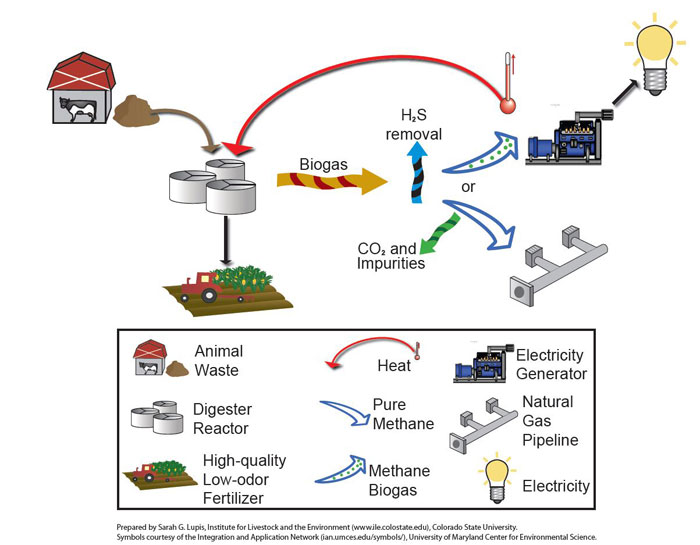 H₂S
removal
Biogas
or
CO₂ and
Impurities
Animal
Waste
Heat
Electricity
Generator
Digester
Reactor
Pure
Methane
Natural
Gas
Pipeline
High-quality
Low-odor
Fertilizer
Methane
Biogas
Electricity
Prepared by Sarah G. Lupis, Institute for Livestock and the Environment (www.ile.colostate.edu), Colorado State University.
Symbols courtesy of the Integration and Application Network (ian.umces.edu/symbols/), University of Maryland Center for Environmental Science.